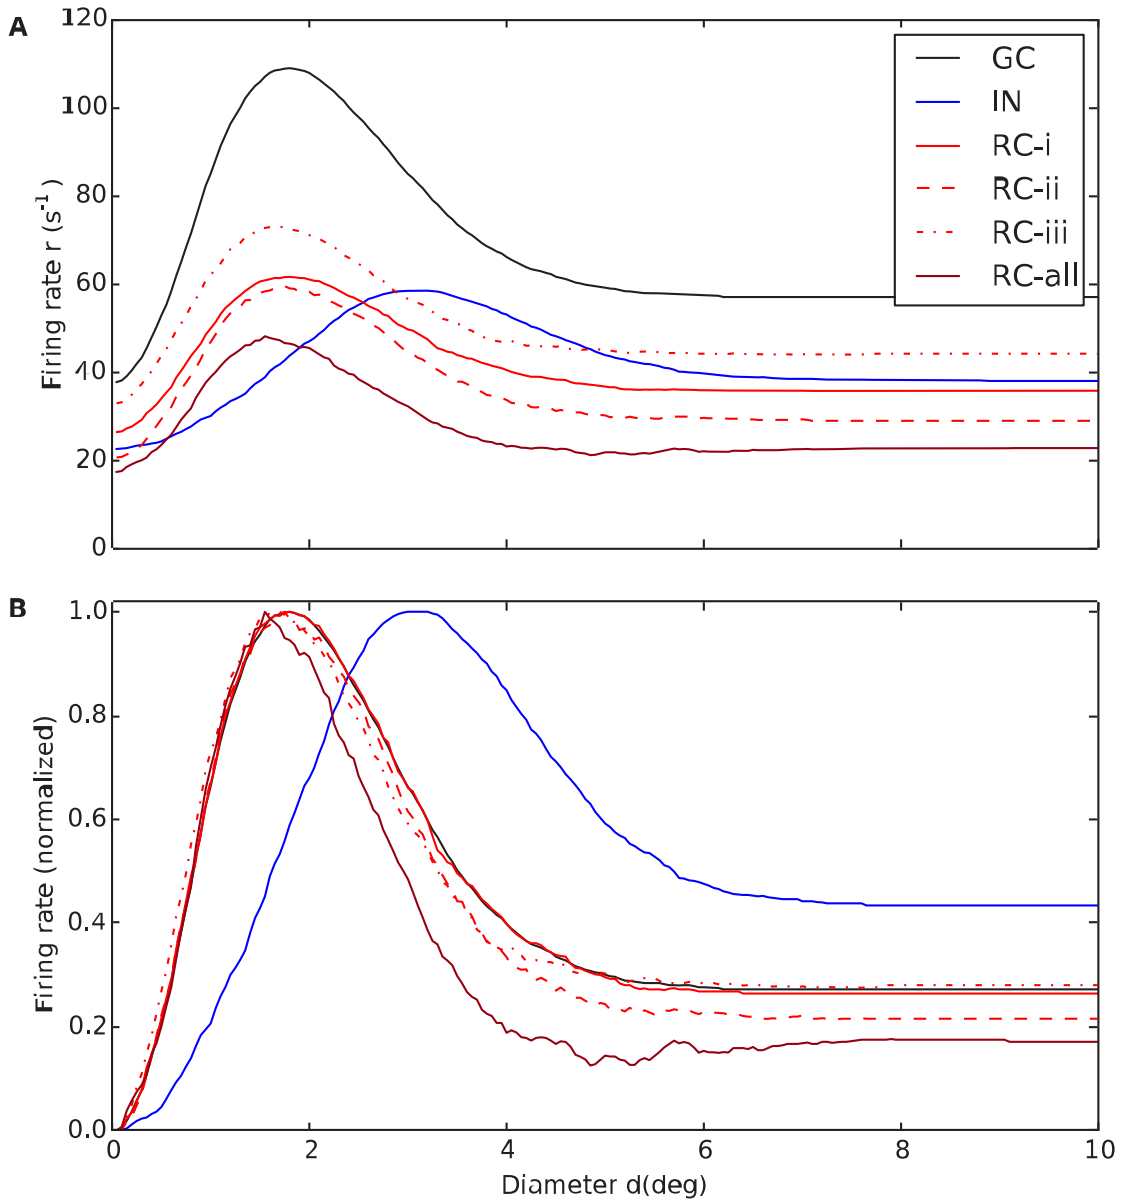 A
120
100
80
60
40
20
0
Firing rate r (s⁻¹)
GC
IN
RC-i
RC-ii
RC-iii
RC-all
B
1.0
0.8
0.6
0.4
0.2
0.0
Firing rate (normalized)
0 2 4 6 8 10
Diameter d(deg)